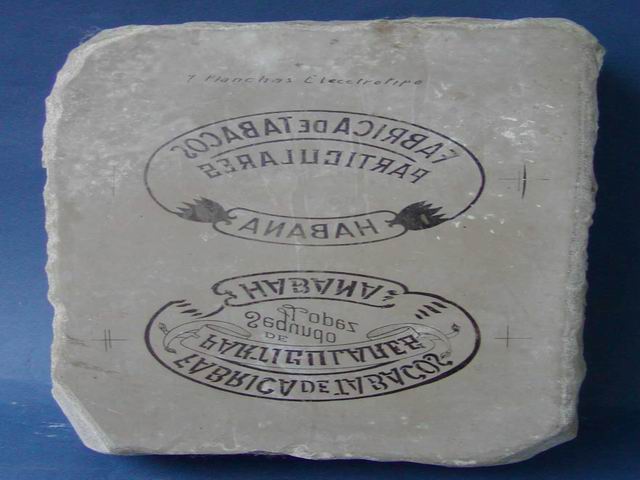 7 Planchas Electrotipo
FABRICA DE TABACOS
PARTICULARES
HABANA
HABANA
Segundo Lopez
DE
PARTICULARES
FABRICA DE TABACOS